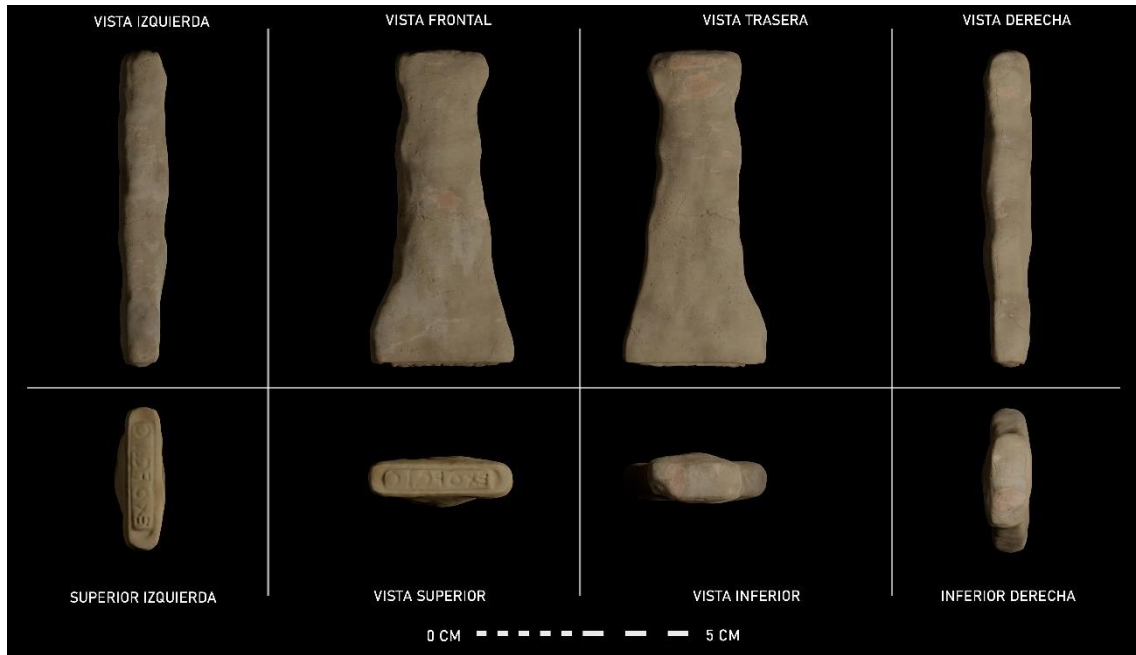 VISTA IZQUIERDA
VISTA FRONTAL
VISTA TRASERA
VISTA DERECHA
SUPERIOR IZQUIERDA
VISTA SUPERIOR
VISTA INFERIOR
INFERIOR DERECHA
0 CM
5 CM